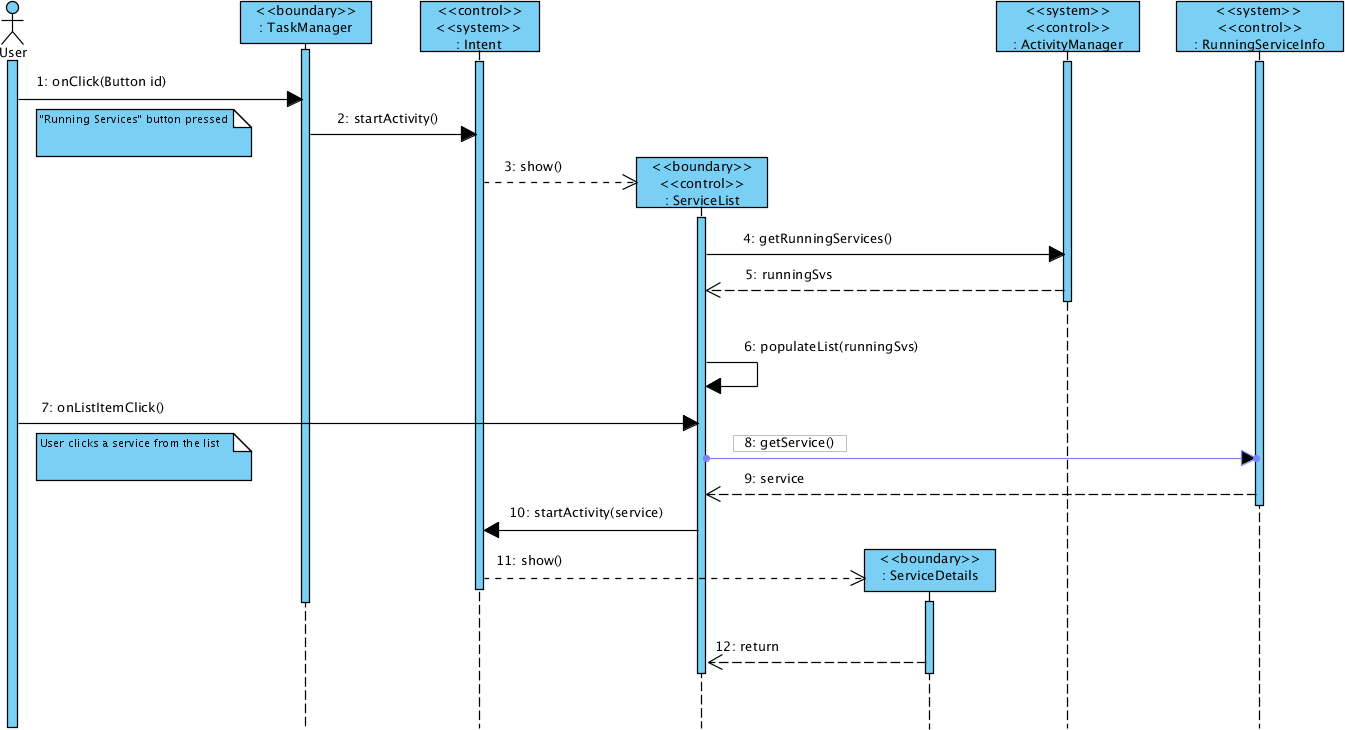 <<boundary>>
: TaskManager
<<control>>
<<system>>
: Intent
<<system>>
<<control>>
: ActivityManager
<<system>>
<<control>>
: RunningServiceInfo
User
1: onClick(Button id)
"Running Services" button pressed
2: startActivity()
3: show()
<<boundary>>
<<control>>
: ServiceList
4: getRunningServices()
5: runningSvs
6: populateList(runningSvs)
7: onListItemClick()
User clicks a service from the list
8: getService()
9: service
10: startActivity(service)
11: show()
<<boundary>>
: ServiceDetails
12: return